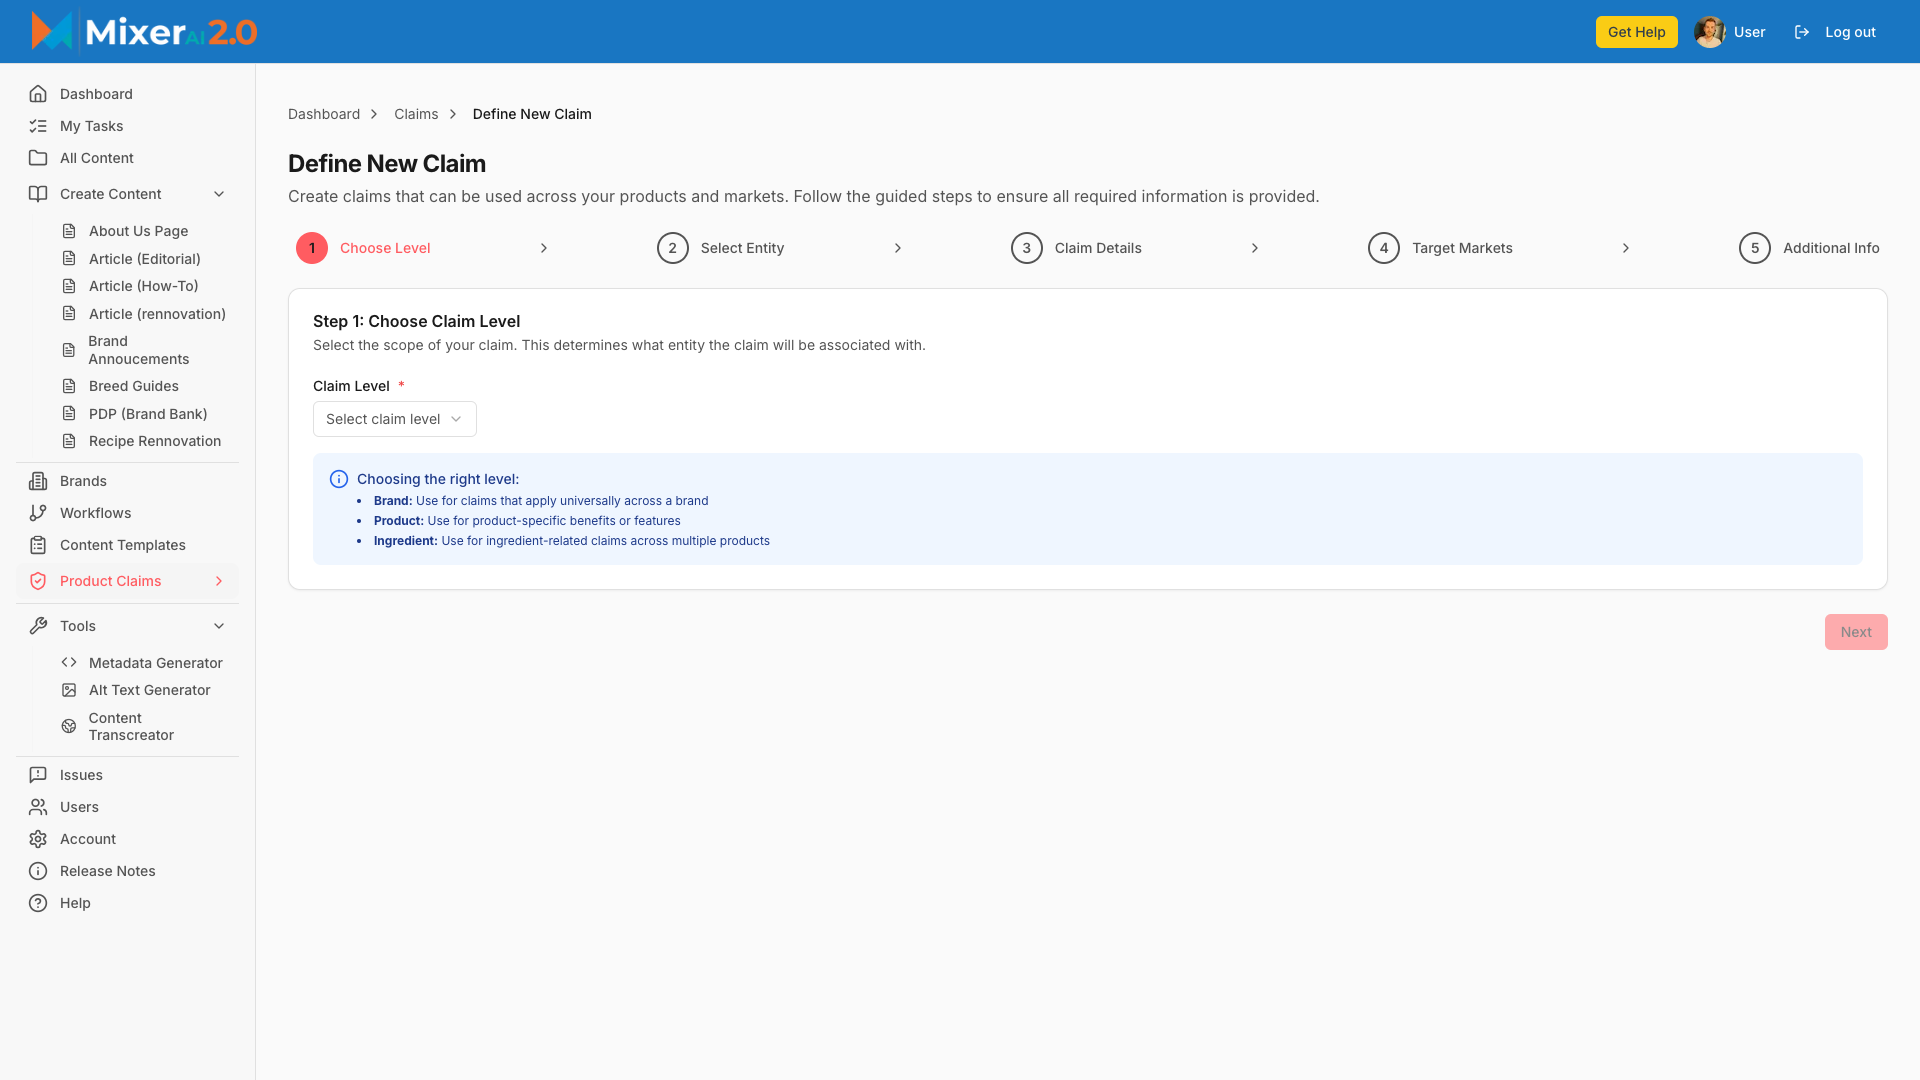 MixerAI 2.0
Get Help
User
Log out
Dashboard
My Tasks
All Content
Create Content
About Us Page
Article (Editorial)
Article (How-To)
Article (rennovation)
Brand
Annoucements
Breed Guides
PDP (Brand Bank)
Recipe Rennovation
Brands
Workflows
Content Templates
Product Claims
Tools
Metadata Generator
Alt Text Generator
Content
Transcreator
Issues
Users
Account
Release Notes
Help
Dashboard > Claims > Define New Claim
Define New Claim
Create claims that can be used across your products and markets. Follow the guided steps to ensure all required information is provided.
1 Choose Level > 2 Select Entity > 3 Claim Details > 4 Target Markets > 5 Additional Info
Step 1: Choose Claim Level
Select the scope of your claim. This determines what entity the claim will be associated with.
Claim Level *
Select claim level
Choosing the right level:
• Brand: Use for claims that apply universally across a brand
• Product: Use for product-specific benefits or features
• Ingredient: Use for ingredient-related claims across multiple products
Next